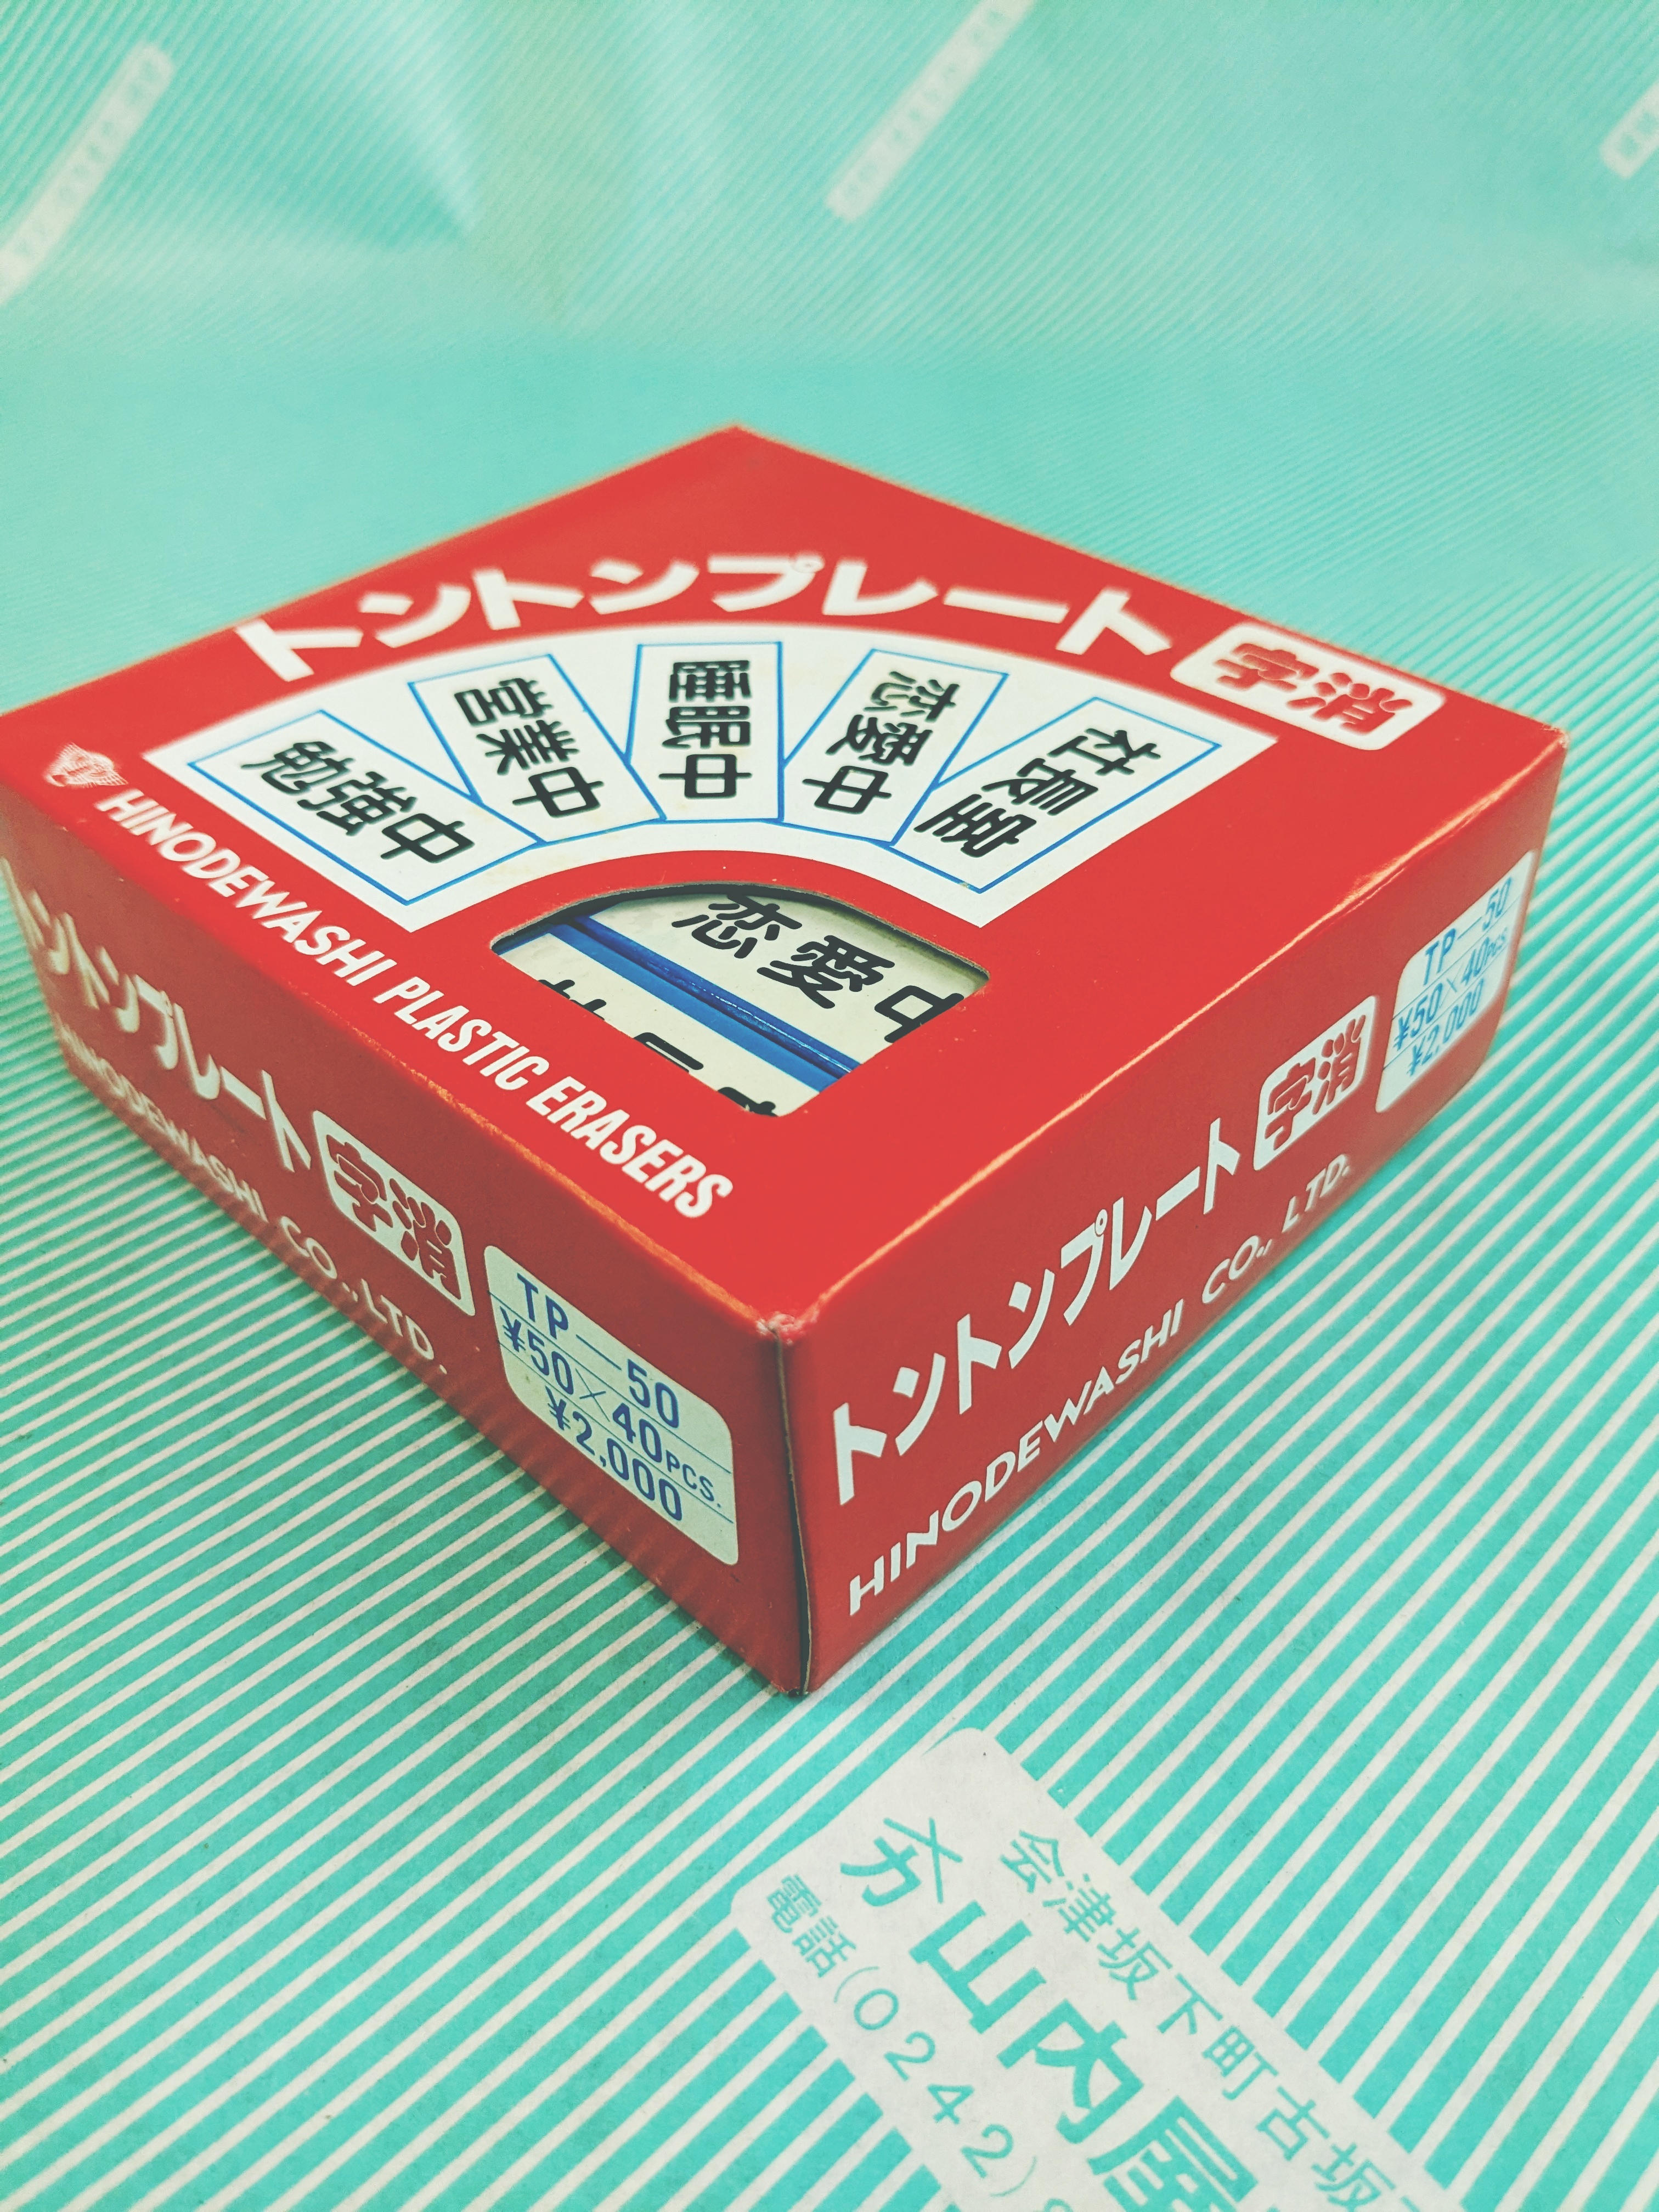 トントンプレート
字消
勉強中
営業中
睡眠中
恋愛中
社長室
恋愛中
HINODEWASHI PLASTIC ERASERS
トントンプレート
字消
HINODEWASHI CO., LTD.
TP—50
¥50×40PCS.
¥2,000
トントンプレート
字消
HINODEWASHI CO., LTD.
TP—50
¥50×40PCS.
¥2,000
会津坂下町古坂
山内屋
電話(0242)